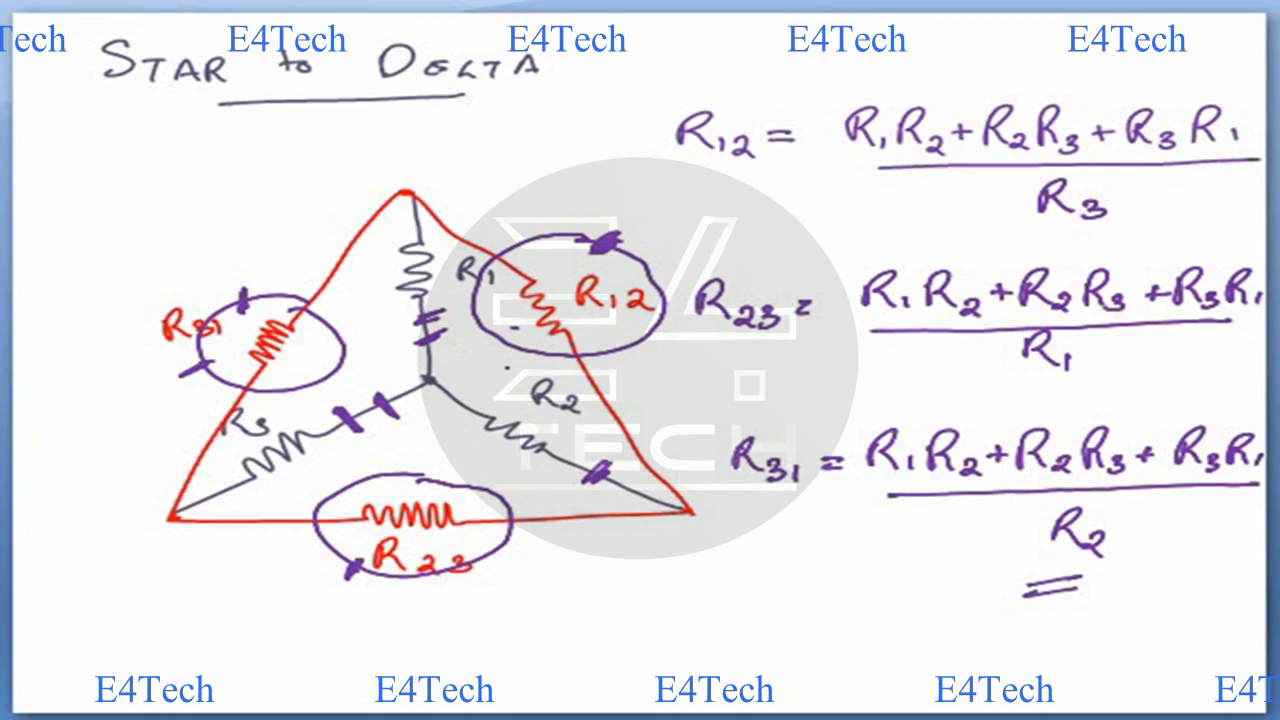 Tech E4Tech E4Tech E4Tech E4Tech
STAR to DELTA
R12 = R1R2+R2R3+R3R1
R3
R1
R12
R31
R23 = R1R2+R2R3+R3R1
R1
R2
R3
R31 = R1R2+R2R3+R3R1
R2
R23
TECH
E4Tech E4Tech E4Tech E4Tech E4T